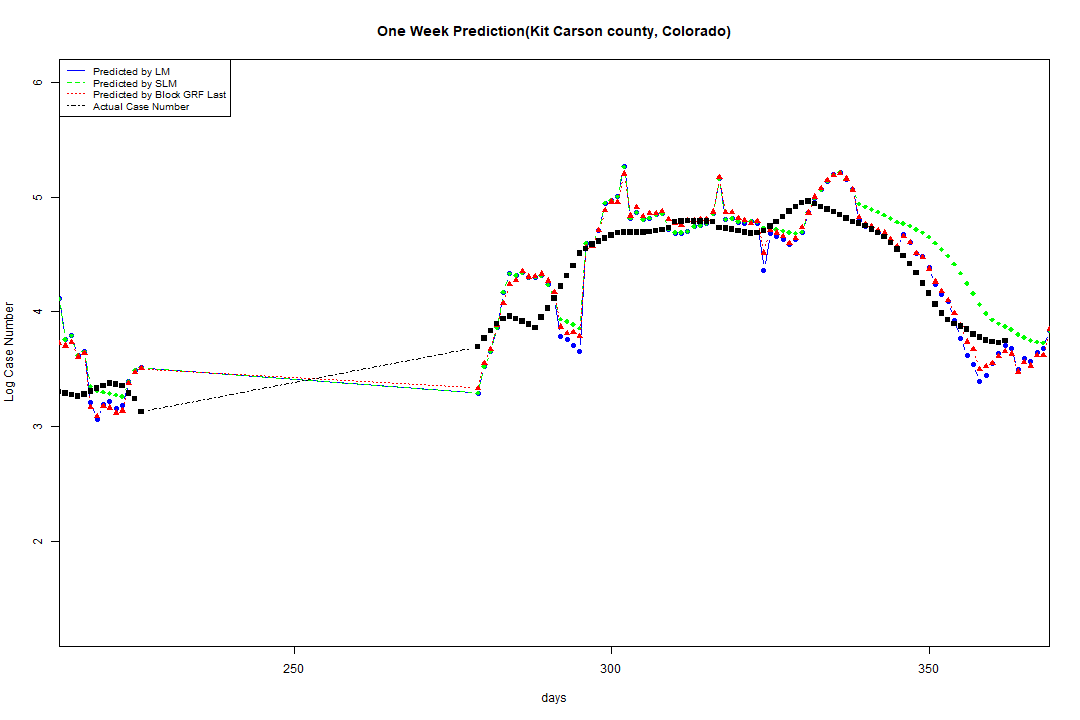 One Week Prediction(Kit Carson county, Colorado)
Predicted by LM
Predicted by SLM
Predicted by Block GRF Last
Actual Case Number
6
5
4
3
2
Log Case Number
250
300
350
days